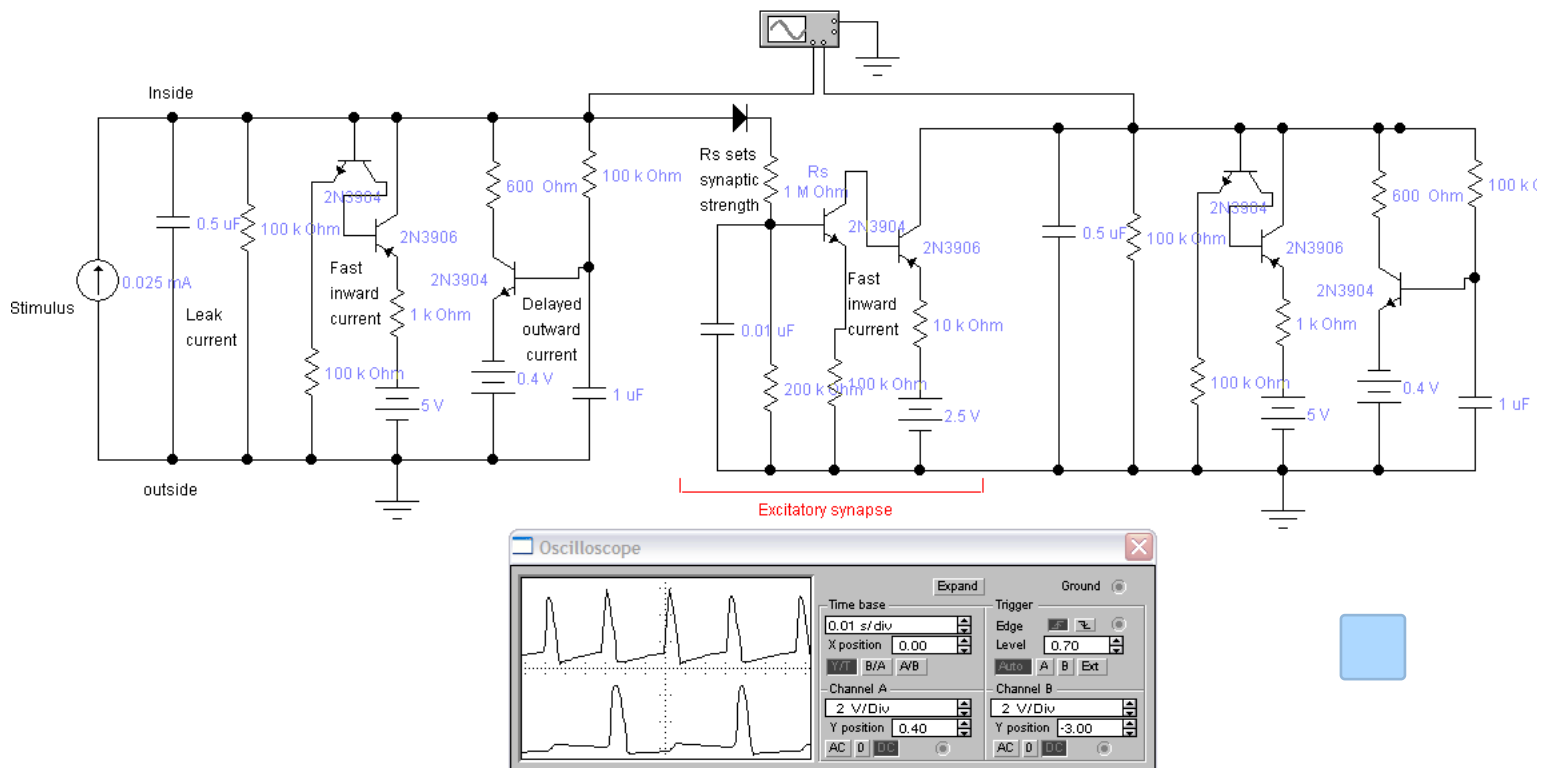 Inside
Stimulus
0.025 mA
0.5 uF
Leak
current
100 k Ohm
2N3904
2N3906
Fast
inward
current
1 k Ohm
100 k Ohm
5 V
600 Ohm
2N3904
Delayed
outward
current
0.4 V
100 k Ohm
1 uF
outside
Rs sets
synaptic
strength
Rs
1 M Ohm
2N3904
2N3906
0.01 uF
Fast
inward
current
10 k Ohm
200 k Ohm
100 k Ohm
2.5 V
Excitatory synapse
0.5 uF
100 k Ohm
2N3904
2N3906
1 k Ohm
100 k Ohm
5 V
600 Ohm
2N3904
0.4 V
100 k
1 uF
Oscilloscope
Expand
Ground
Time base
0.01 s/div
X position 0.00
Y/T B/A A/B
Trigger
Edge
Level 0.70
Auto A B Ext
Channel A
2 V/Div
Y position 0.40
AC 0 DC
Channel B
2 V/Div
Y position -3.00
AC 0 DC